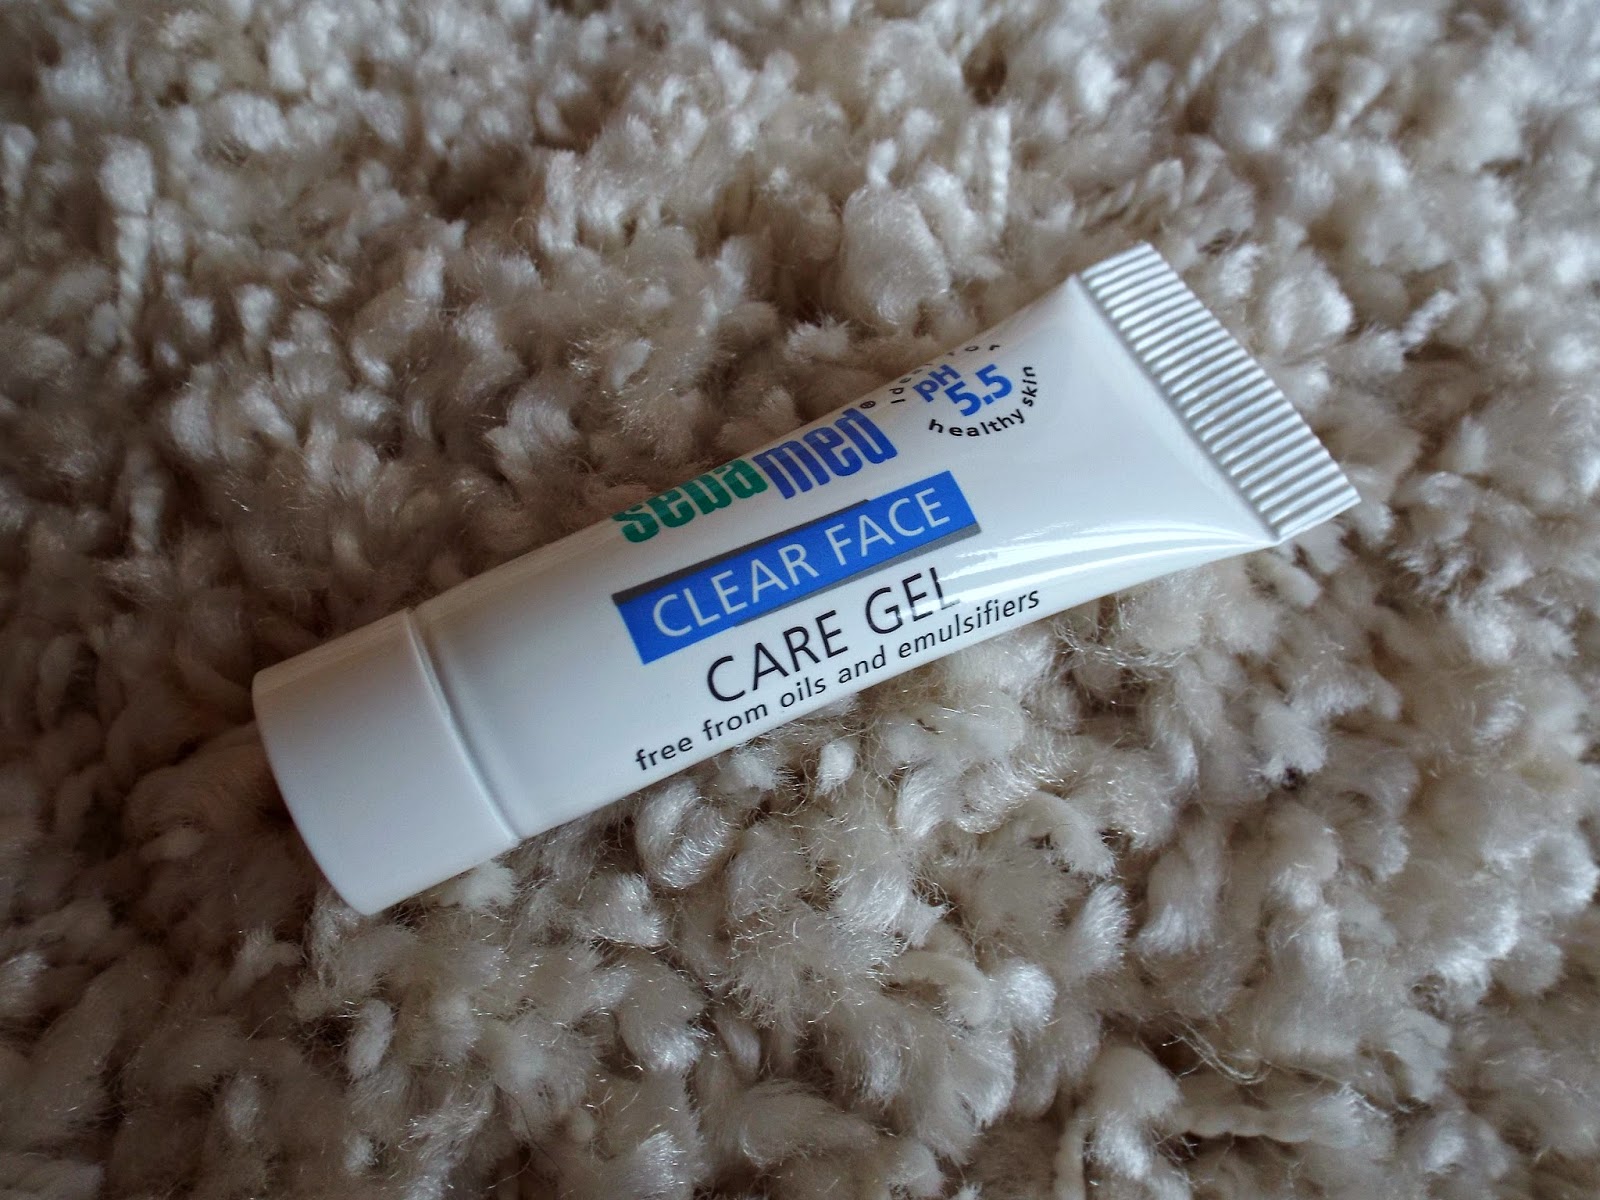 Ideal for
pH
5.5
healthy skin
sebamed®
CLEAR FACE
CARE GEL
free from oils and emulsifiers